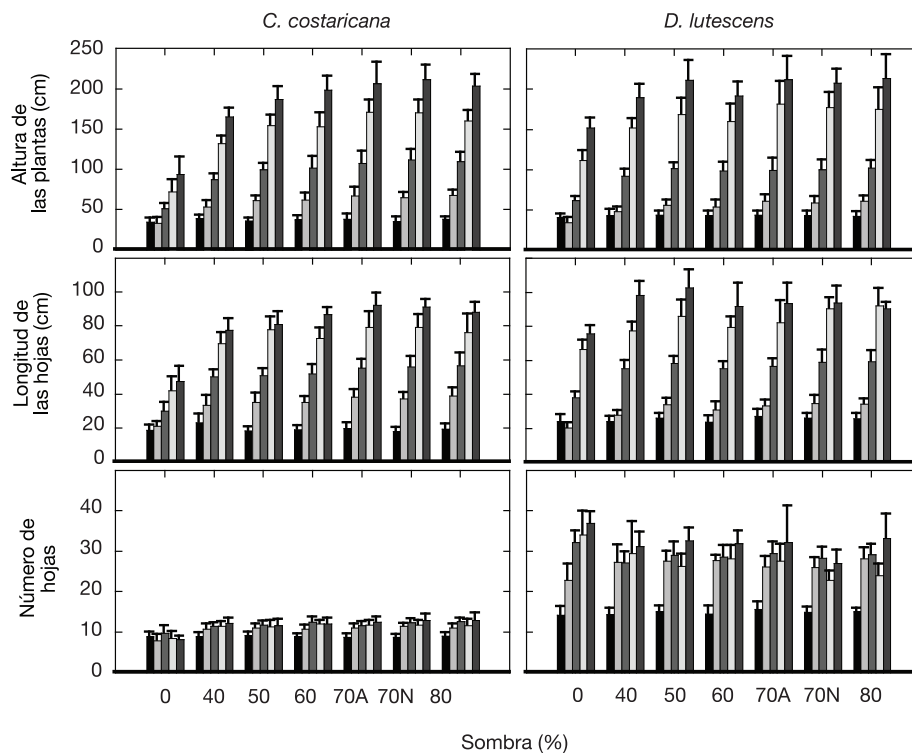 C. costaricana
D. lutescens
Altura de
las plantas (cm)
250
200
150
100
50
0
Longitud de
las hojas (cm)
100
80
60
40
20
0
Número de
hojas
40
30
20
10
0
0 40 50 60 70A 70N 80
0 40 50 60 70A 70N 80
Sombra (%)